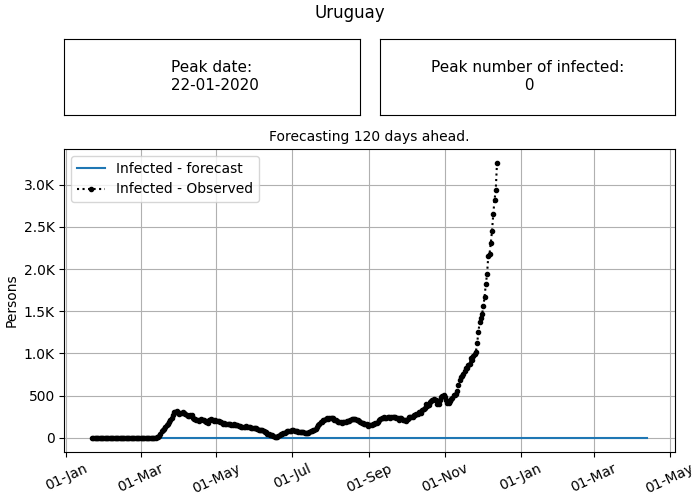 Uruguay
Peak date:
22-01-2020
Peak number of infected:
0
Forecasting 120 days ahead.
Infected - forecast
Infected - Observed
3.0K
2.5K
2.0K
1.5K
1.0K
500
0
Persons
01-Jan
01-Mar
01-May
01-Jul
01-Sep
01-Nov
01-Jan
01-Mar
01-May